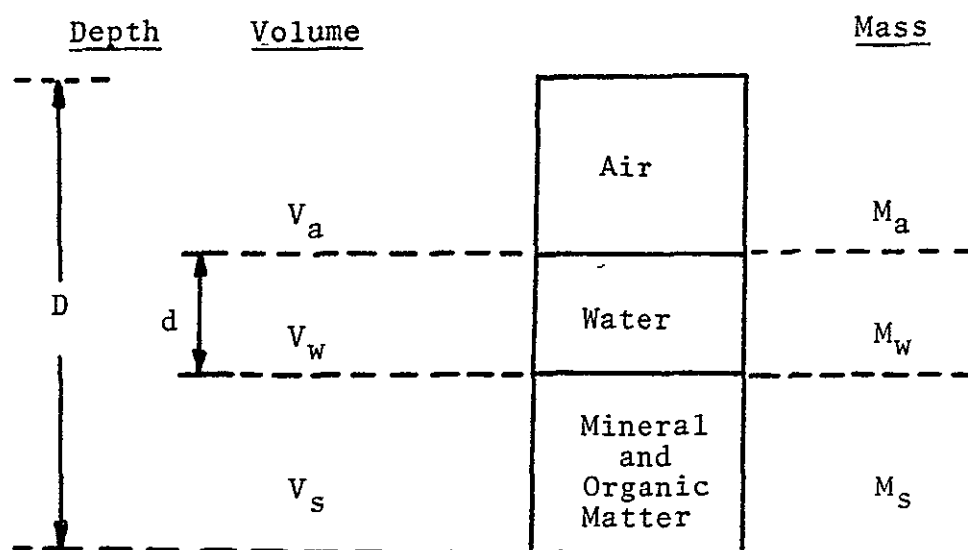 Depth Volume Mass
Air
V_a M_a
D d Water
V_w M_w
Mineral
and
Organic
Matter
V_s M_s